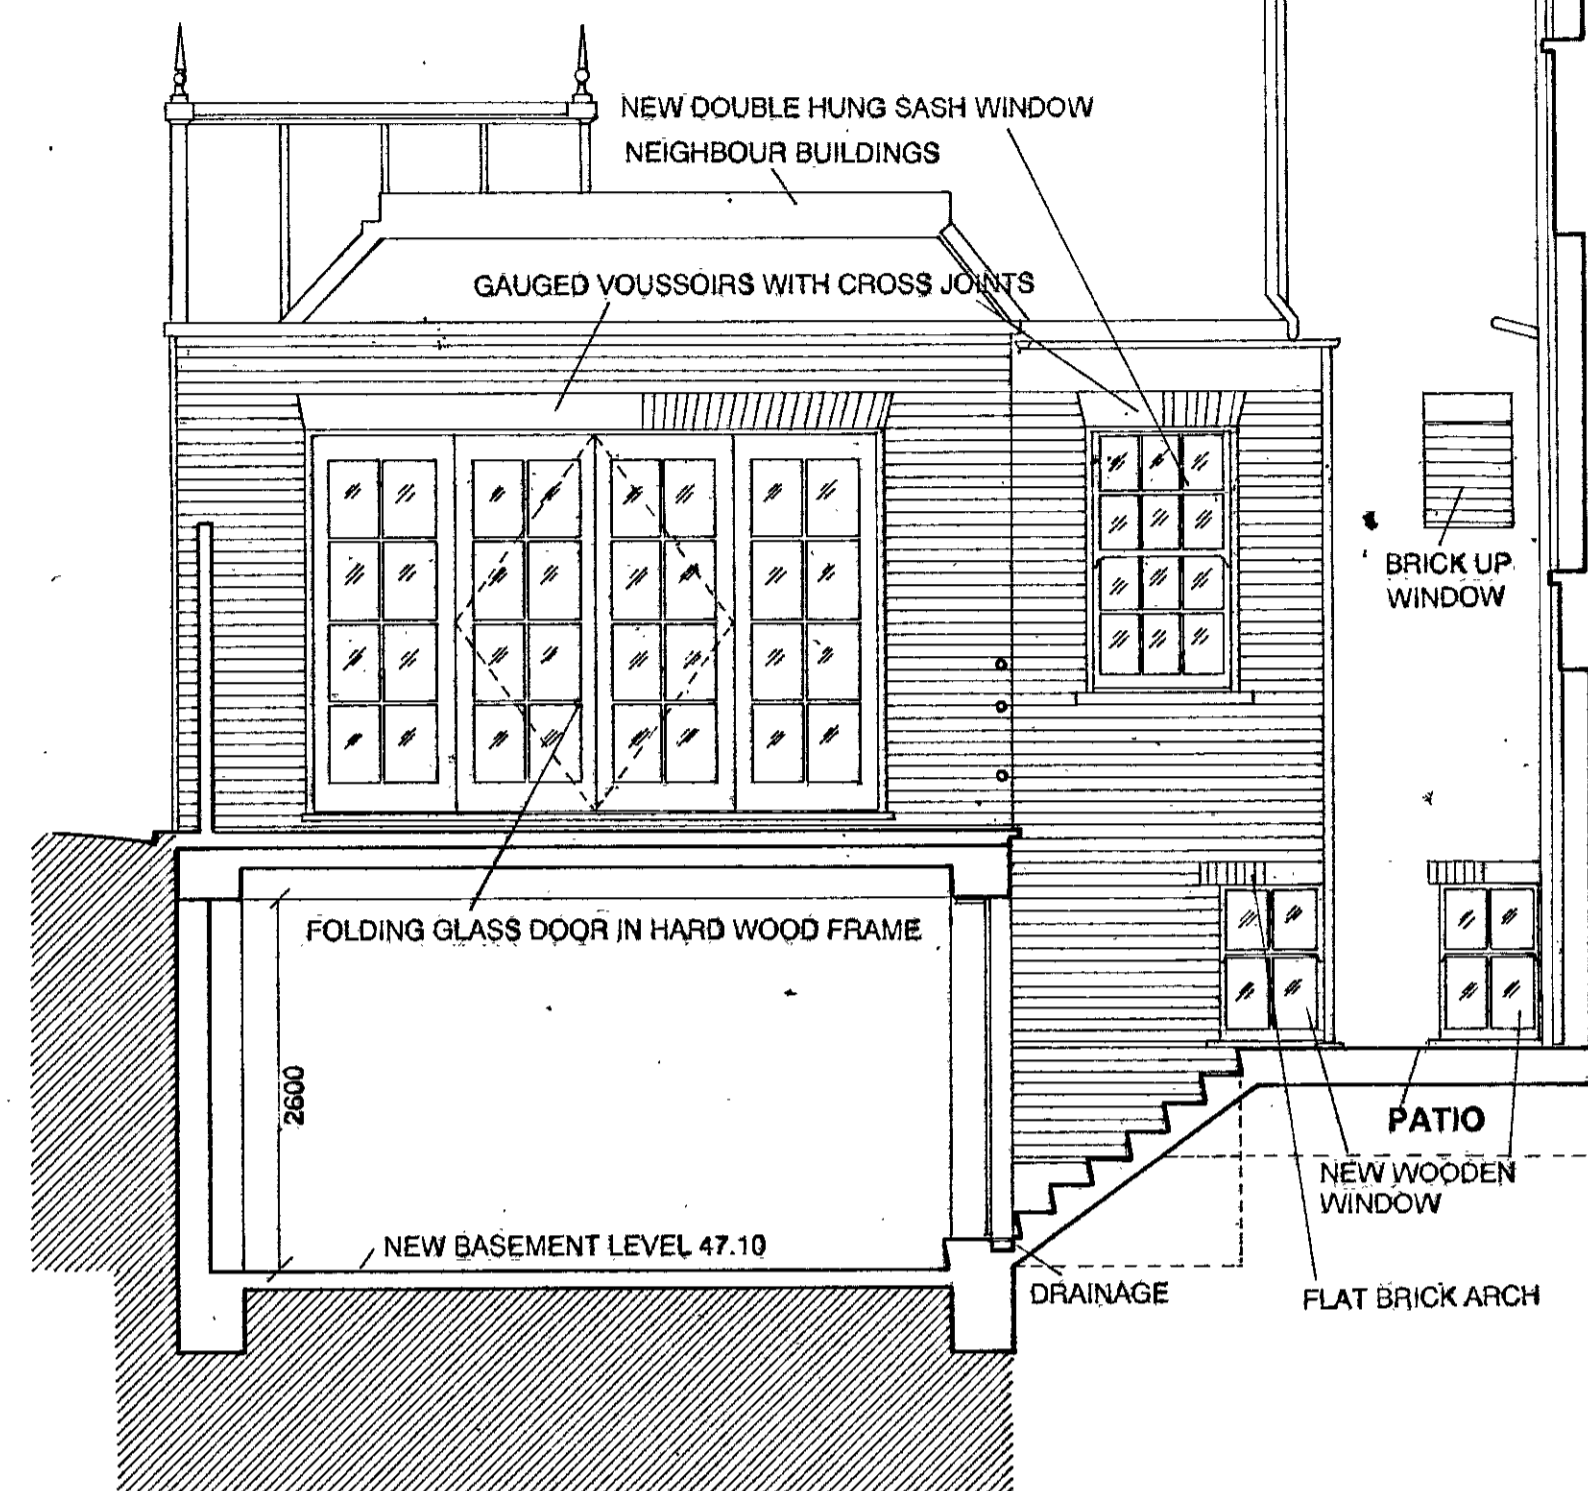 NEW DOUBLE HUNG SASH WINDOW
NEIGHBOUR BUILDINGS
GAUGED VOUSSOIRS WITH CROSS JOINTS
BRICK UP
WINDOW
FOLDING GLASS DOOR IN HARD WOOD FRAME
2600
PATIO
NEW WOODEN
WINDOW
NEW BASEMENT LEVEL 47.10
DRAINAGE
FLAT BRICK ARCH